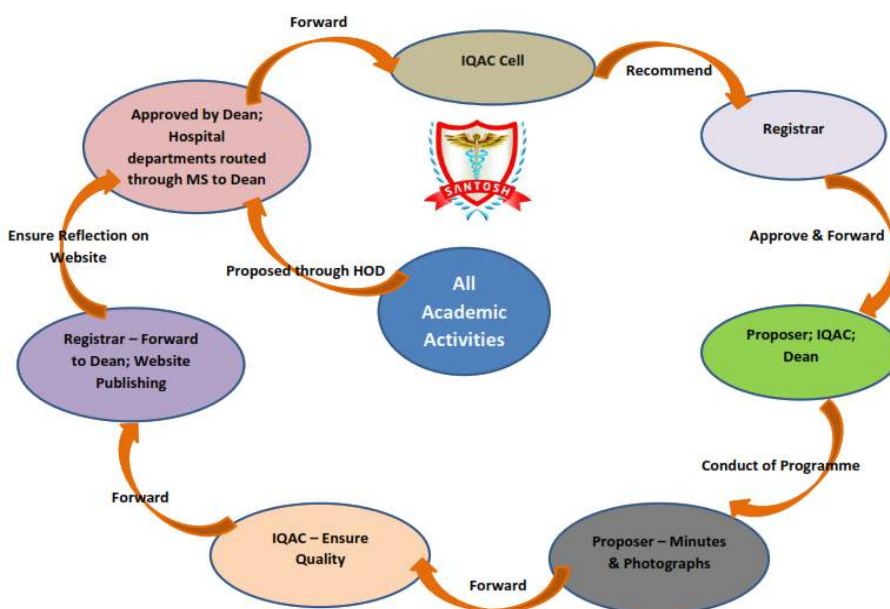 Forward
IQAC Cell
Recommend
Approved by Dean;
Hospital
departments routed
through MS to Dean
Registrar
SANTOSH
Ensure Reflection on
Website
Approve & Forward
Proposed through HOD
All
Academic
Activities
Registrar – Forward
to Dean; Website
Publishing
Proposer; IQAC;
Dean
Conduct of Programme
Forward
IQAC – Ensure
Quality
Proposer – Minutes
& Photographs
Forward